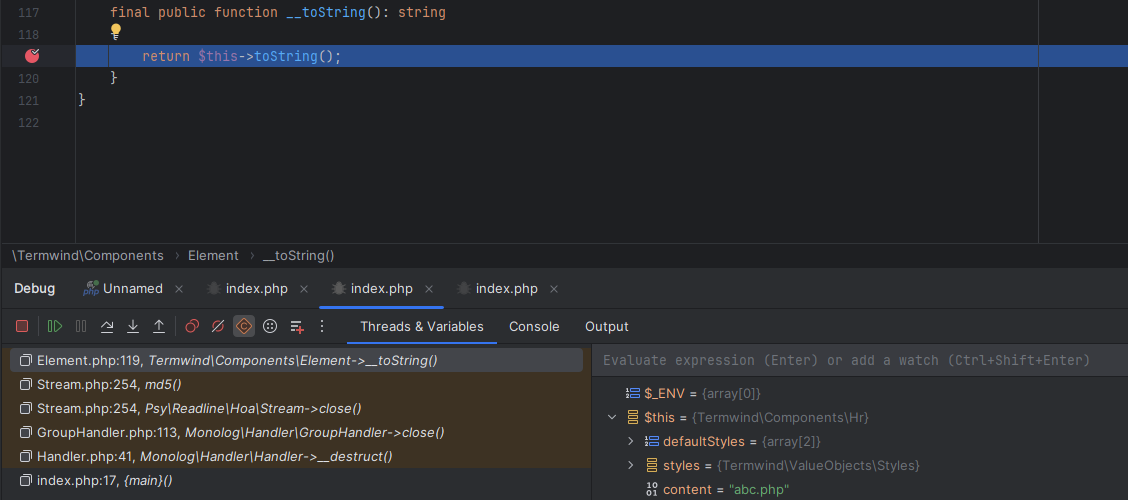 117 final public function __toString(): string
118
return $this->toString();
120 }
121 }
122
\Termwind\Components › Element › __toString()
Debug Unnamed × index.php × index.php × index.php ×
Threads & Variables Console Output
Element.php:119, Termwind\Components\Element->__toString()
Stream.php:254, md5()
Stream.php:254, Psy\Readline\Hoa\Stream->close()
GroupHandler.php:113, Monolog\Handler\GroupHandler->close()
Handler.php:41, Monolog\Handler\Handler->__destruct()
index.php:17, {main}()
Evaluate expression (Enter) or add a watch (Ctrl+Shift+Enter)
$_ENV = {array[0]}
$this = {Termwind\Components\Hr}
defaultStyles = {array[2]}
styles = {Termwind\ValueObjects\Styles}
content = "abc.php"